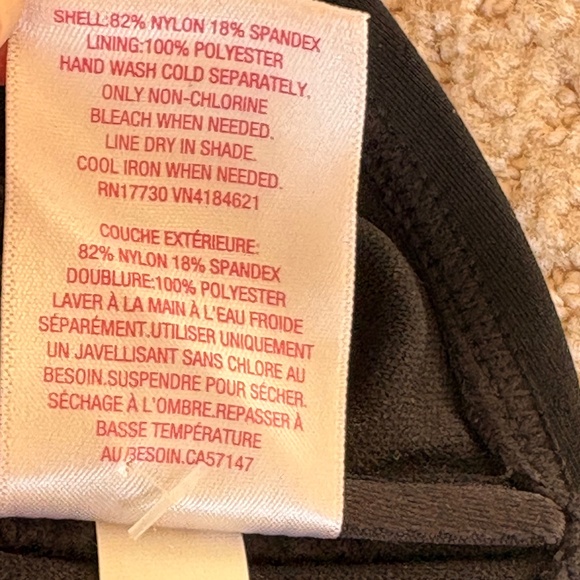 SHELL:82% NYLON 18% SPANDEX
LINING:100% POLYESTER
HAND WASH COLD SEPARATELY.
ONLY NON-CHLORINE
BLEACH WHEN NEEDED.
LINE DRY IN SHADE.
COOL IRON WHEN NEEDED.
RN17730 VN4184621
COUCHE EXTÉRIEURE:
82% NYLON 18% SPANDEX
DOUBLURE:100% POLYESTER
LAVER À LA MAIN À L'EAU FROIDE
SÉPARÉMENT.UTILISER UNIQUEMENT
UN JAVELLISANT SANS CHLORE AU
BESOIN.SUSPENDRE POUR SÉCHER.
SÉCHAGE À L'OMBRE.REPASSER À
BASSE TEMPÉRATURE
AU BESOIN.CA57147